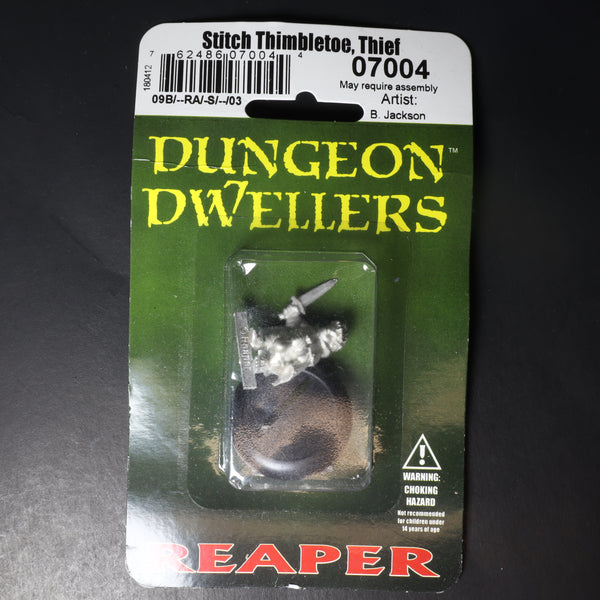 Stitch Thimbletoe, Thief
7 62486 07004 4
07004
180412
May require assembly
Artist:
09B/--RA/-S/--/03
B. Jackson
DUNGEON™
DWELLERS
WARNING:
CHOKING
HAZARD
Not recommended
for children under
14 years of age
REAPER